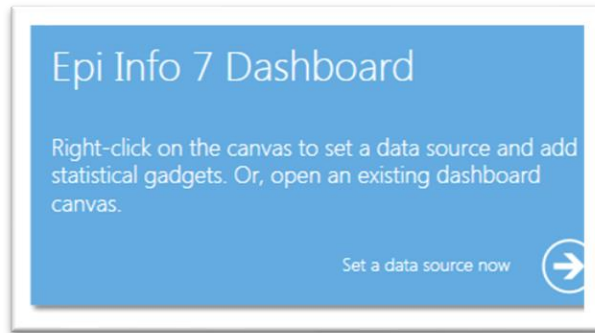 Epi Info 7 Dashboard
Right-click on the canvas to set a data source and add
statistical gadgets. Or, open an existing dashboard
canvas.
Set a data source now